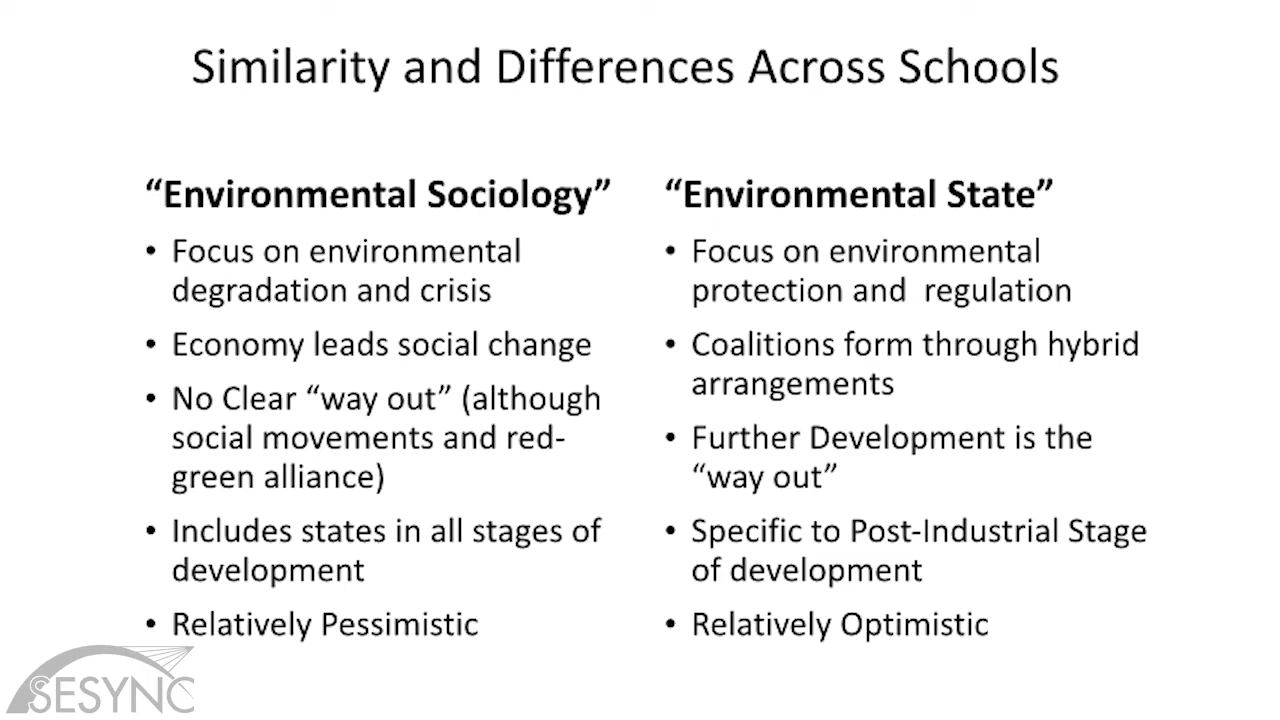 Similarity and Differences Across Schools
“Environmental Sociology”
• Focus on environmental
degradation and crisis
• Economy leads social change
• No Clear “way out” (although
social movements and red-
green alliance)
• Includes states in all stages of
development
• Relatively Pessimistic
“Environmental State”
• Focus on environmental
protection and  regulation
• Coalitions form through hybrid
arrangements
• Further Development is the
“way out”
• Specific to Post-Industrial Stage
of development
• Relatively Optimistic
SESYNC